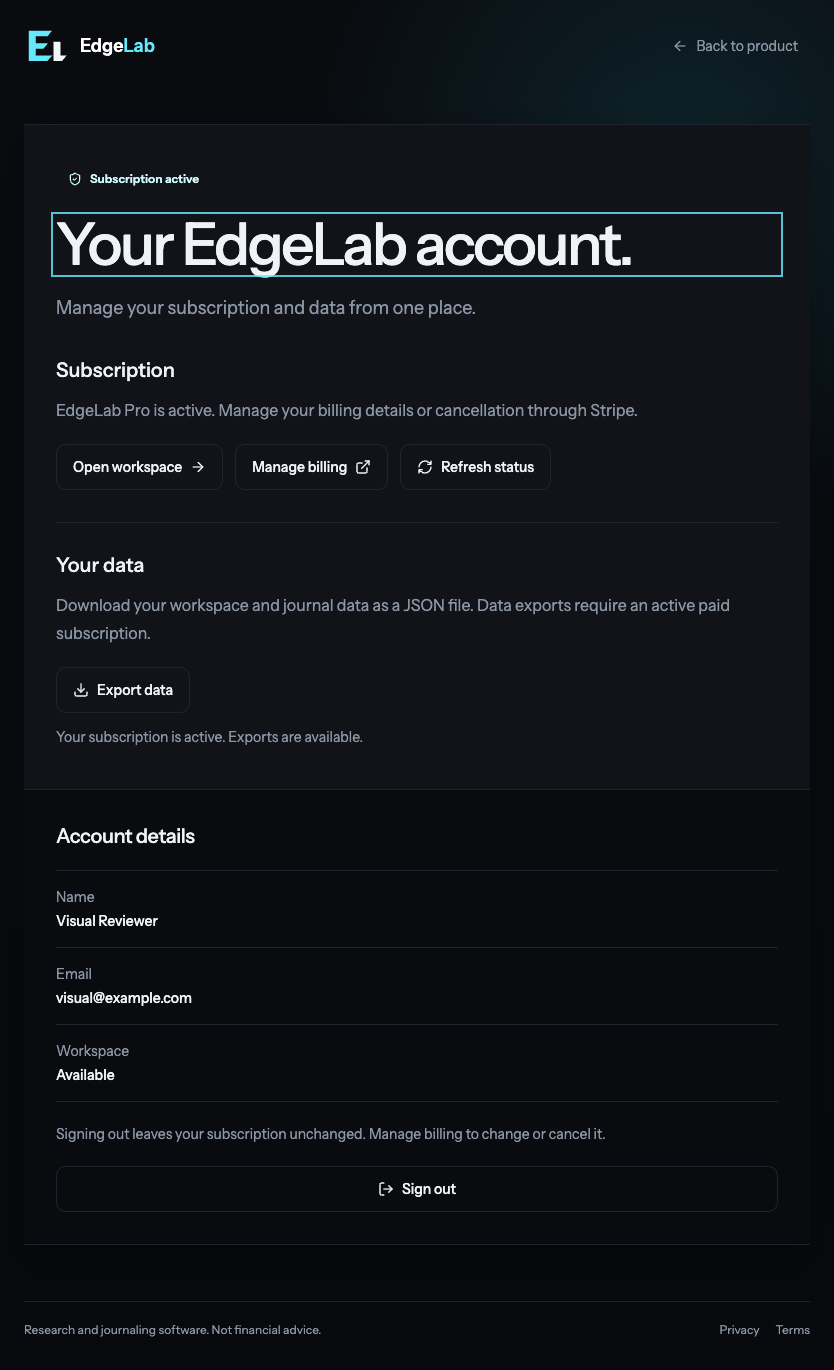 EdgeLab
Back to product
Subscription active
Your EdgeLab account.
Manage your subscription and data from one place.
Subscription
EdgeLab Pro is active. Manage your billing details or cancellation through Stripe.
Open workspace
Manage billing
Refresh status
Your data
Download your workspace and journal data as a JSON file. Data exports require an active paid
subscription.
Export data
Your subscription is active. Exports are available.
Account details
Name
Visual Reviewer
Email
visual@example.com
Workspace
Available
Signing out leaves your subscription unchanged. Manage billing to change or cancel it.
Sign out
Research and journaling software. Not financial advice.
Privacy
Terms